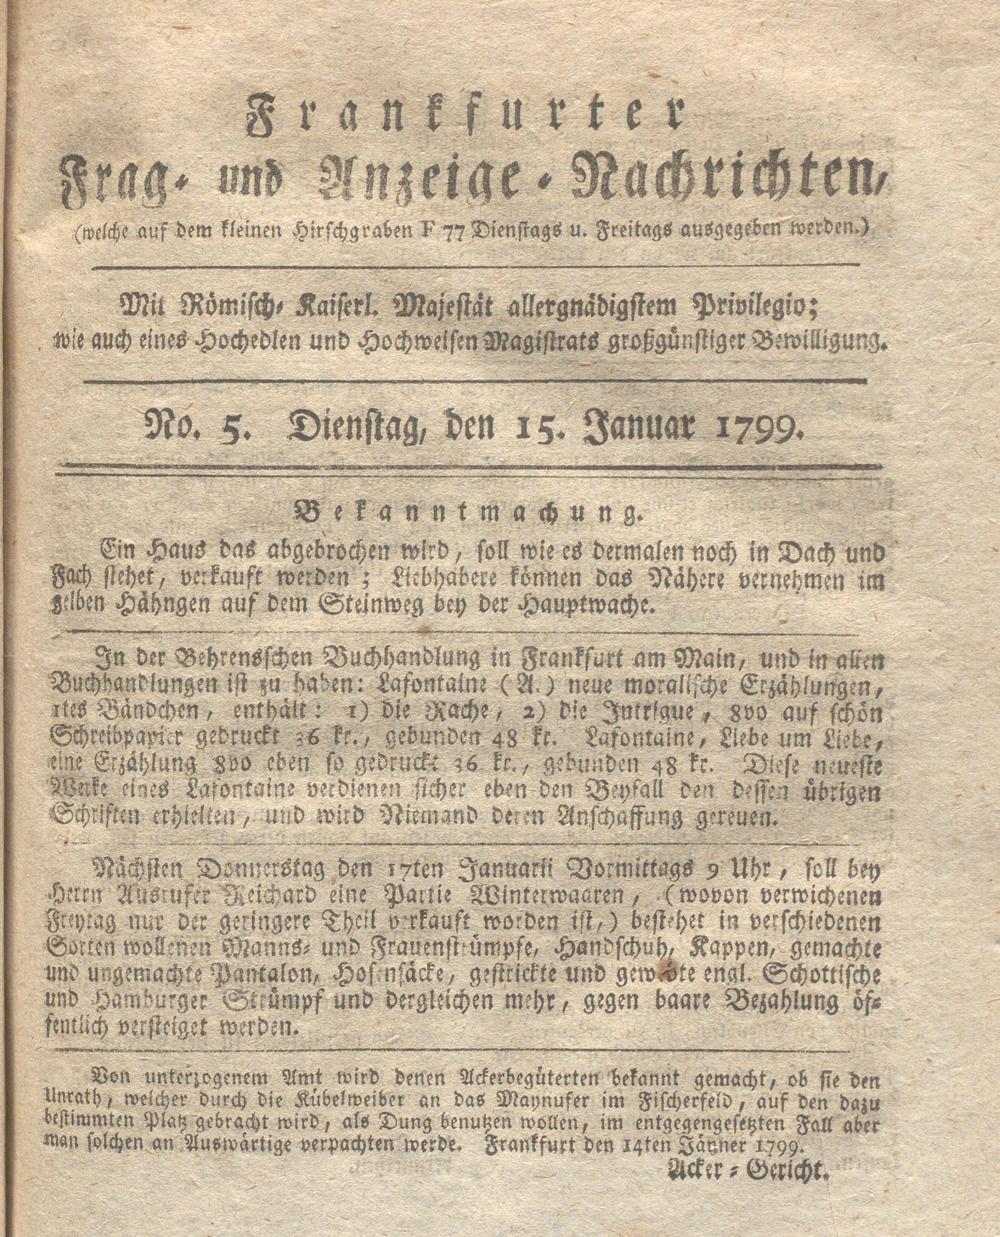 Frankfurter
Frag- und Anzeige-Nachrichten,
(welche auf dem kleinen Hirschgraben F 77 Dienstags u. Freitags ausgegeben werden.)
Mit Römisch- Kaiserl. Majestät allergnädigstem Privilegio;
wie auch eines Hochedlen und Hochweisen Magistrats großgünstiger Bewilligung.
No. 5. Dienstag, den 15. Januar 1799.
Bekanntmachung.
Ein Haus das abgebrochen wird, soll wie es dermalen noch in Dach und
Fach stehet, verkauft werden; Liebhabere können das Nähere vernehmen im
gelben Hähngen auf dem Steinweg bey der Hauptwache.
In der Behrensschen Buchhandlung in Frankfurt am Main, und in allen
Buchhandlungen ist zu haben: Lafontaine (A.) neue moralische Erzählungen,
1tes Bändchen, enthält: 1) die Rache, 2) die Intrigue, 8vo auf schön
Schreibpapier gedruckt 36 kr., gebunden 48 kr. Lafontaine, Liebe um Liebe,
eine Erzählung 8vo eben so gedruckt 36 kr., gebunden 48 kr. Diese neueste
Werke eines Lafontaine verdienen sicher eben den Beyfall den dessen übrigen
Schriften erhielten, und wird Niemand deren Anschaffung gereuen.
Nächsten Donnerstag den 17ten Januarii Vormittags 9 Uhr, soll bey
Herrn Ausrufer Reichard eine Partie Winterwaaren, (wovon verwichenen
Freytag nur der geringere Theil verkauft worden ist,) bestehet in verschiedenen
Sorten wollenen Manns- und Frauenstrümpfe, Handschuh, Kappen, gemachte
und ungemachte Pantalon, Hosensäcke, gestrickte und engl. Schottische
und Hamburger Strümpf und dergleichen mehr, gegen baare Bezahlung öf-
fentlich versteiget werden.
Von unterzogenem Amt wird denen Ackerbegüterten bekannt gemacht, ob sie den
Unrath, welcher durch die Kübelweiber an das Maynufer im Fischerfeld, auf den dazu
bestimmten Platz gebracht wird, als Dung benutzen wollen, im entgegengesetzten Fall aber
man solchen an Auswärtige verpachten werde. Frankfurt den 14ten Jänner 1799.
Acker-Gericht.